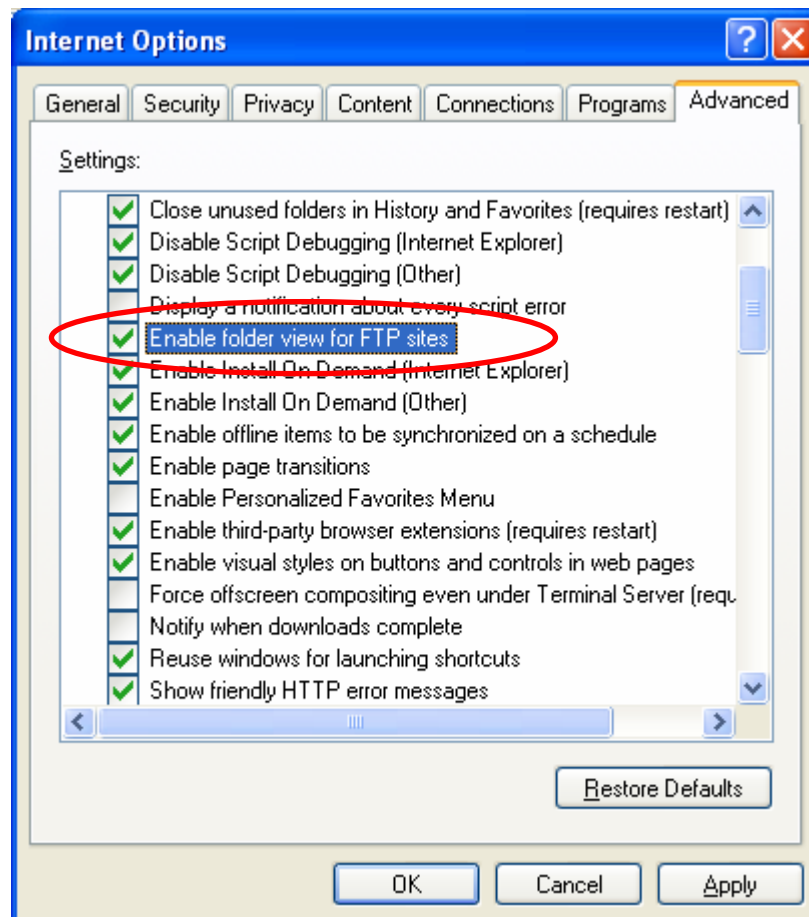 Internet Options
General Security Privacy Content Connections Programs Advanced
Settings:
Close unused folders in History and Favorites (requires restart)
Disable Script Debugging (Internet Explorer)
Disable Script Debugging (Other)
Display a notification about every script error
Enable folder view for FTP sites
Enable Install On Demand (Internet Explorer)
Enable Install On Demand (Other)
Enable offline items to be synchronized on a schedule
Enable page transitions
Enable Personalized Favorites Menu
Enable third-party browser extensions (requires restart)
Enable visual styles on buttons and controls in web pages
Force offscreen compositing even under Terminal Server (requ
Notify when downloads complete
Reuse windows for launching shortcuts
Show friendly HTTP error messages
Restore Defaults
OK Cancel Apply